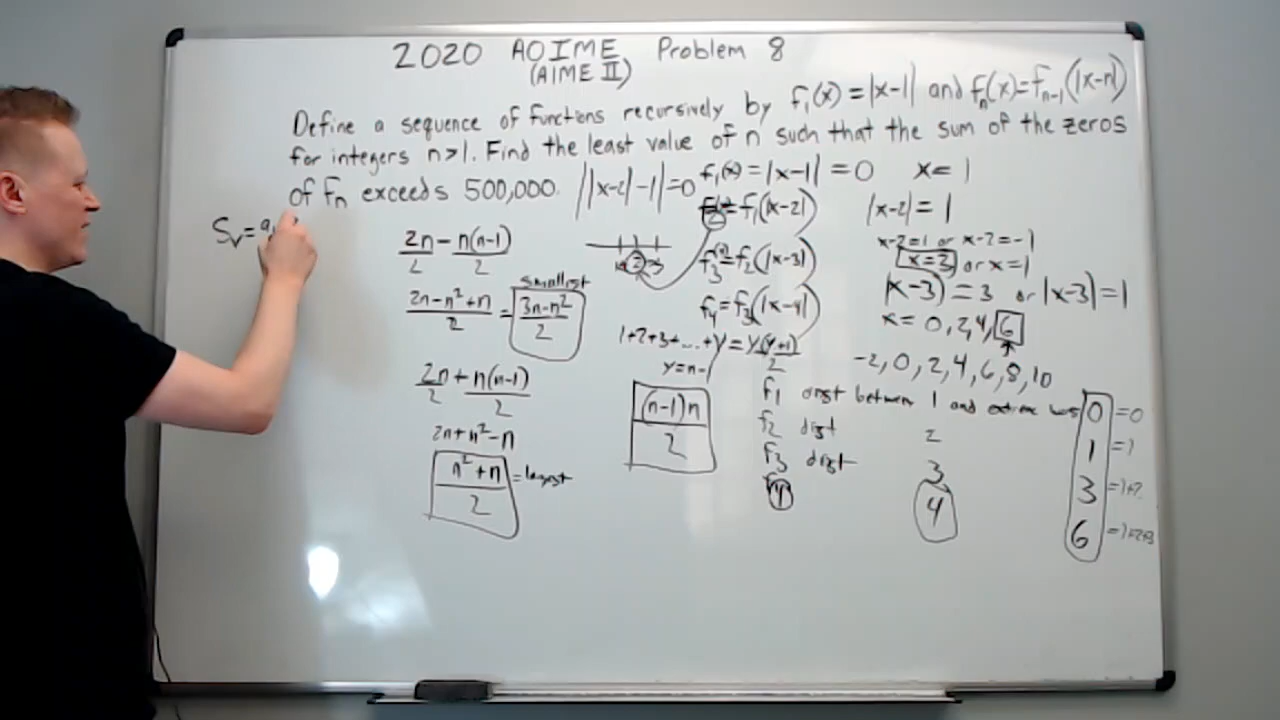 2020 AOIME Problem 8
(AIME II)
Define a sequence of functions recursively by f₁(x) = |x-1| and fₙ(x) = fₙ₋₁(|x-n|)
for integers n>1. Find the least value of n such that the sum of the zeros
of Fₙ exceeds 500,000.
||x-2|-1|=0
f₁(x) = |x-1| = 0 x = 1
= f₁(|x-2|) |x-2| = 1
x-2=1 or x-2=-1
x=3 or x=1
f₃ = f₂(|x-3|) |x-3| = 3 or |x-3| = 1
f₄ = f₃(|x-4|) x = 0, 2, 4, 6
-2, 0, 2, 4, 6, 8, 10
Sᵥ =
2n/2 - n(n-1)/2
smallest
(2n-n²+n)/2 = (3n-n²)/2
2n/2 + n(n-1)/2
2n+n²-n
(n²+n)/2 = largest
1+2+3+...+y = y(y+1)/2
y=n-1
(n-1)n/2
f₁ dist between 1 and extreme 0 =0
f₂ dist 2 1 =1
f₃ dist 3 3 =1+2
4 4 6 =1+2+3